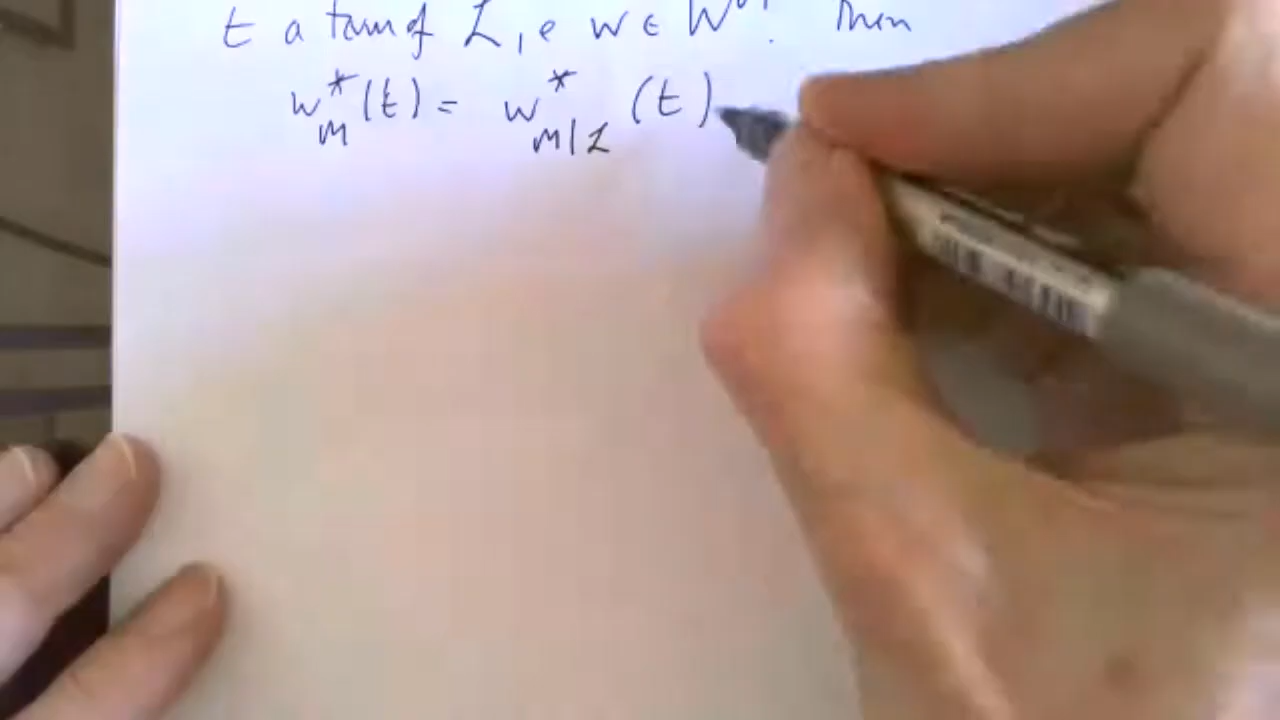 t a term of L, e w ∈ W
w*_M (t) = w*_{M|L} (t)